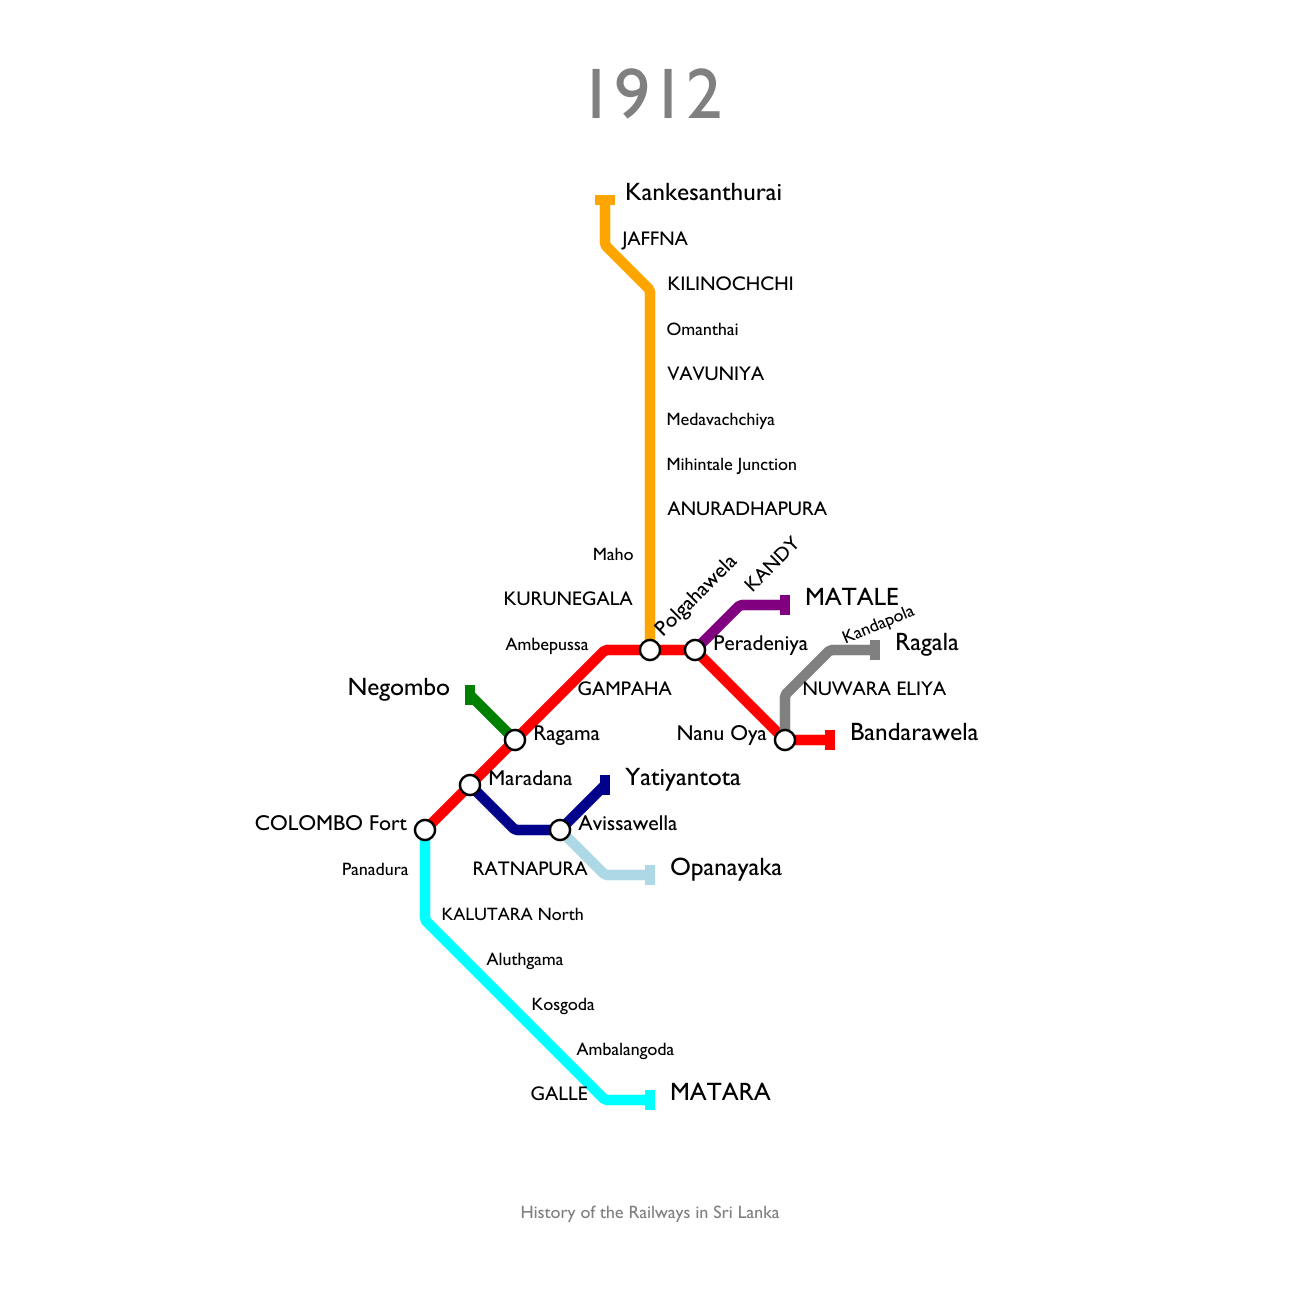 1912
Kankesanthurai
JAFFNA
KILINOCHCHI
Omanthai
VAVUNIYA
Medavachchiya
Mihintale Junction
ANURADHAPURA
Maho
KURUNEGALA
Polgahawela
KANDY
MATALE
Kandapola
Ambepussa
Peradeniya
Ragala
Negombo
GAMPAHA
NUWARA ELIYA
Ragama
Nanu Oya
Bandarawela
Maradana
Yatiyantota
COLOMBO Fort
Avissawella
Panadura
RATNAPURA
Opanayaka
KALUTARA North
Aluthgama
Kosgoda
Ambalangoda
GALLE
MATARA
History of the Railways in Sri Lanka